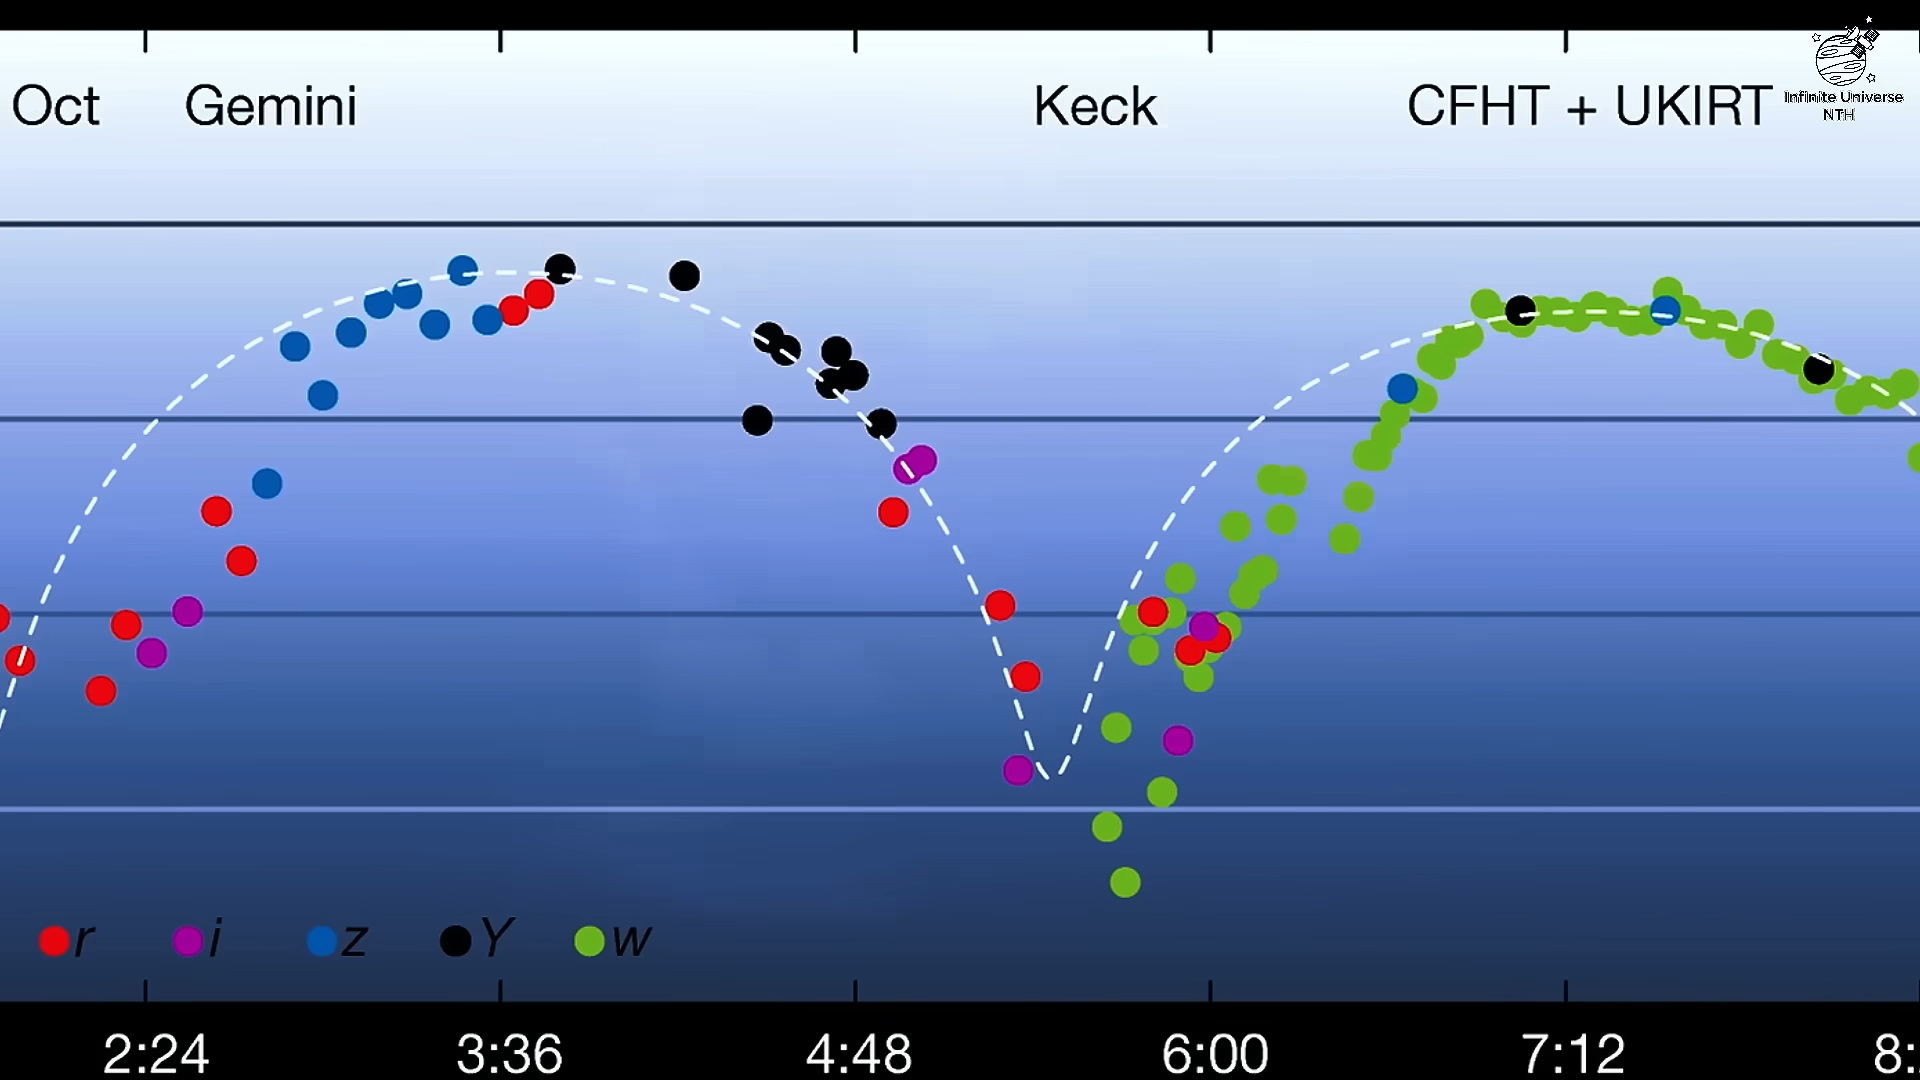 Oct Gemini Keck CFHT + UKIRT
Infinite Universe
NTH
r i z Y w
2:24 3:36 4:48 6:00 7:12 8: